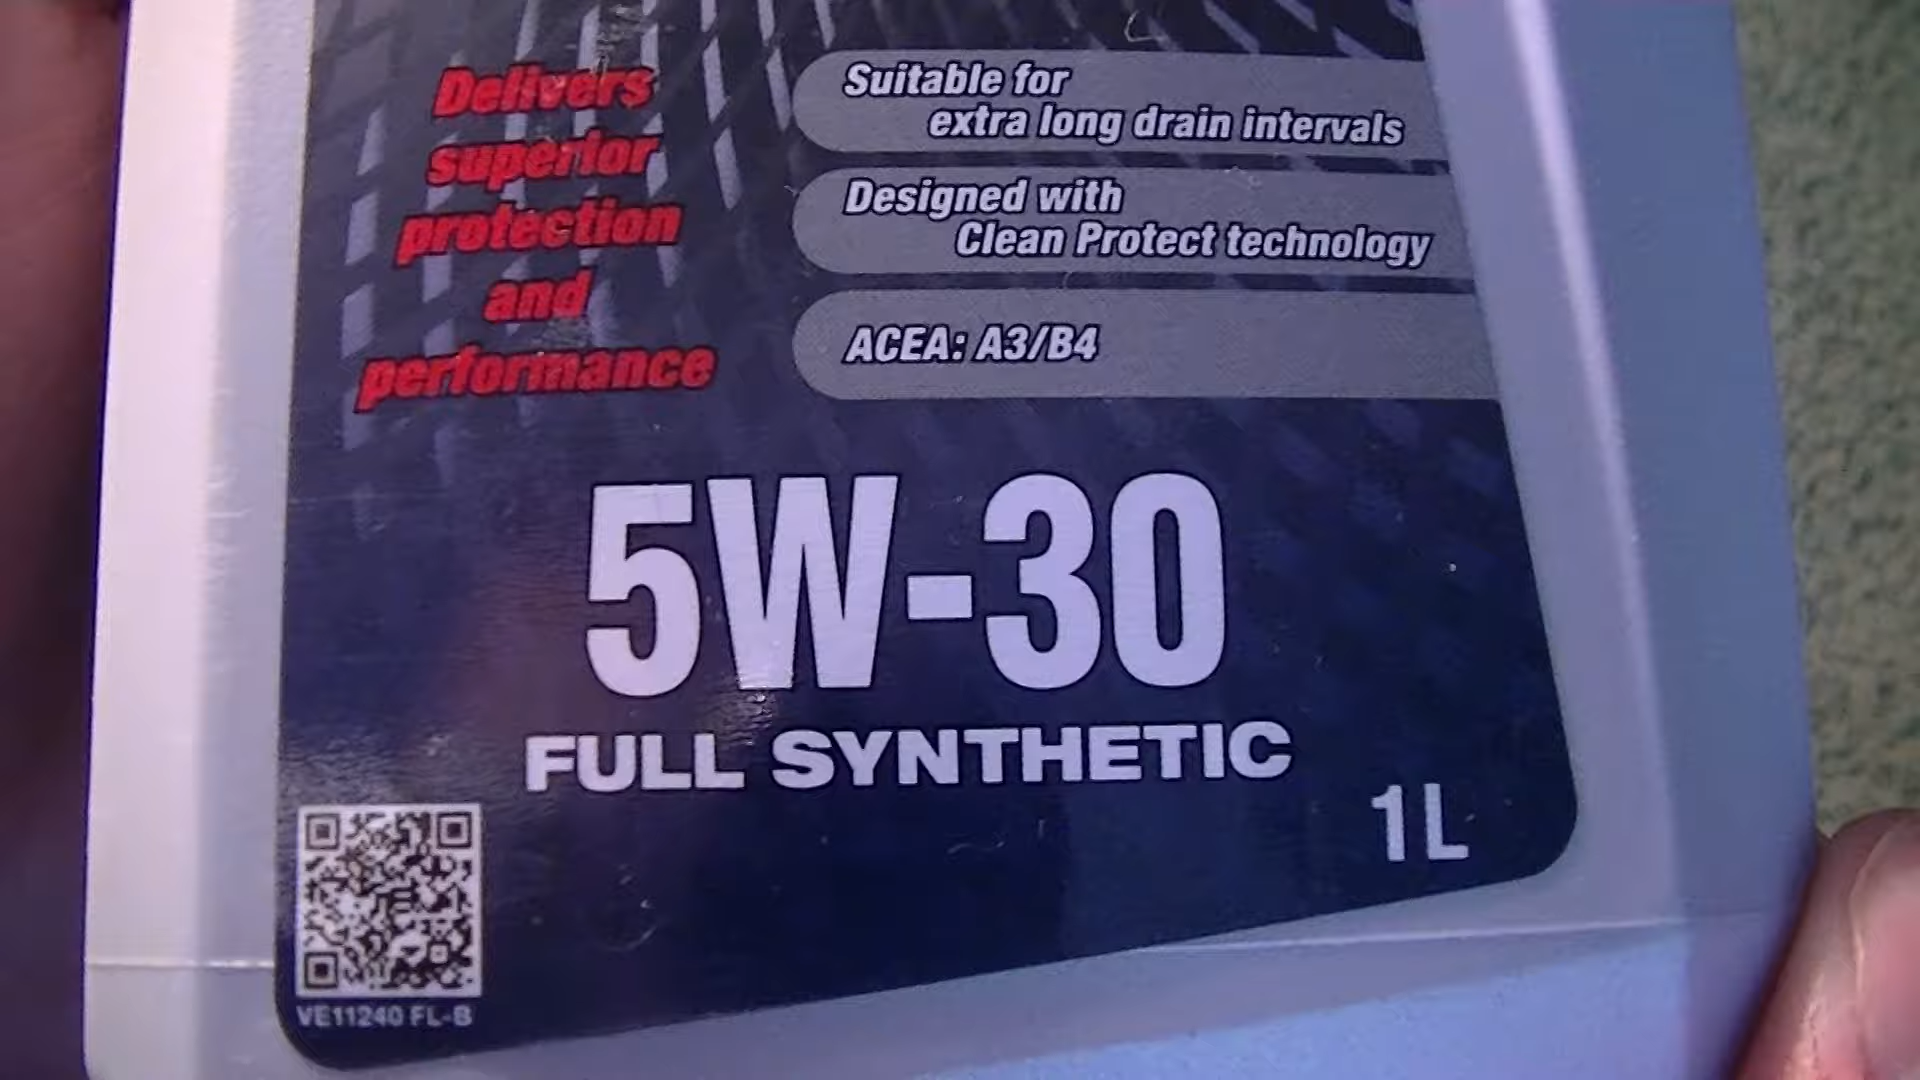 Delivers
superior
protection
and
performance
Suitable for
extra long drain intervals
Designed with
Clean Protect technology
ACEA: A3/B4
5W-30
FULL SYNTHETIC
1L
VE11240 FL-B